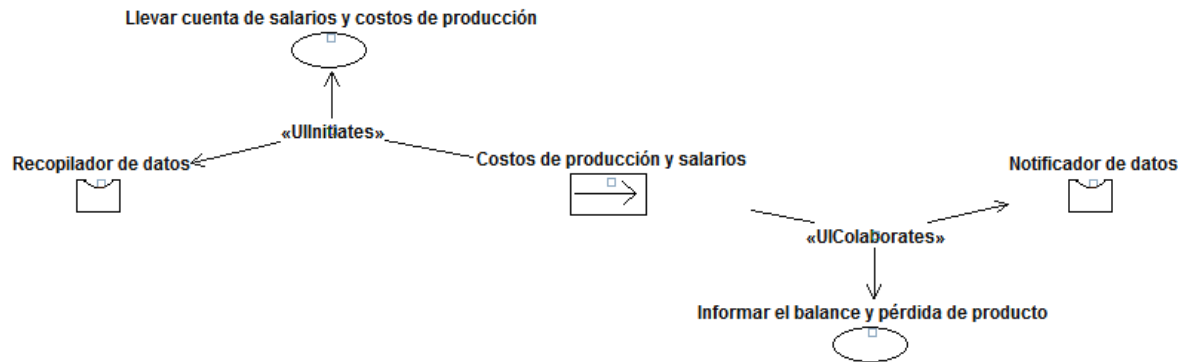 Llevar cuenta de salarios y costos de producción
«UIInitiates»
Recopilador de datos
Costos de producción y salarios
Notificador de datos
«UIColaborates»
Informar el balance y pérdida de producto